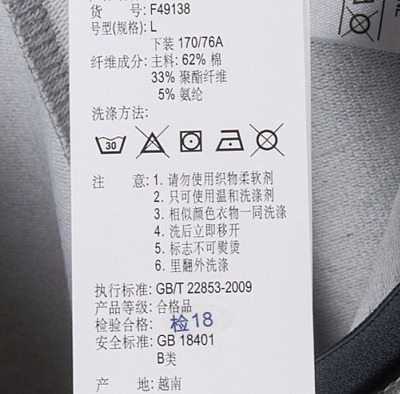 货 号: F49138
号型(规格): L
下装 170/76A
纤维成分: 主料: 62% 棉
33% 聚酯纤维
5% 氨纶
洗涤方法:
30
注 意: 1. 请勿使用织物柔软剂
2. 只可使用温和洗涤剂
3. 相似颜色衣物一同洗涤
4. 洗后立即移开
5. 标志不可熨烫
6. 里翻外洗涤
执行标准: GB/T 22853-2009
产品等级: 合格品
检验合格: 检18
安全标准: GB 18401
B类
产 地: 越南